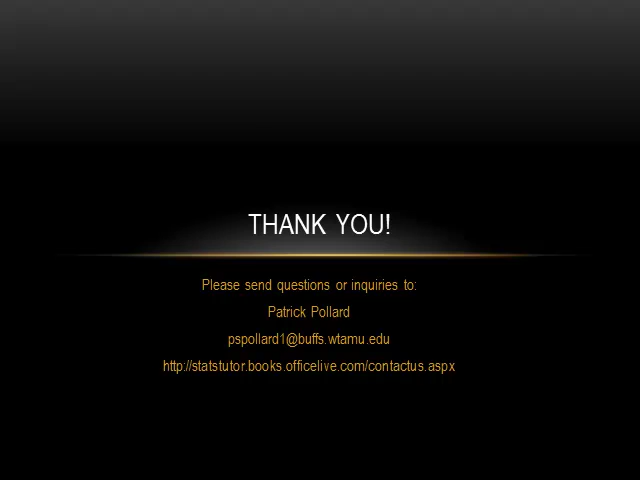 THANK YOU!
Please send questions or inquiries to:
Patrick Pollard
pspollard1@buffs.wtamu.edu
http://statstutor.books.officelive.com/contactus.aspx